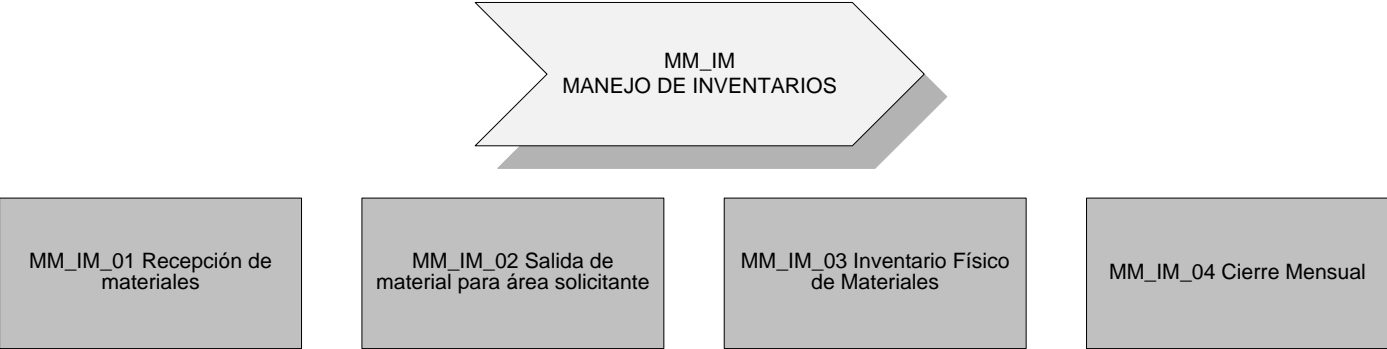 MM_IM
MANEJO DE INVENTARIOS
MM_IM_01 Recepción de
materiales
MM_IM_02 Salida de
material para área solicitante
MM_IM_03 Inventario Físico
de Materiales
MM_IM_04 Cierre Mensual